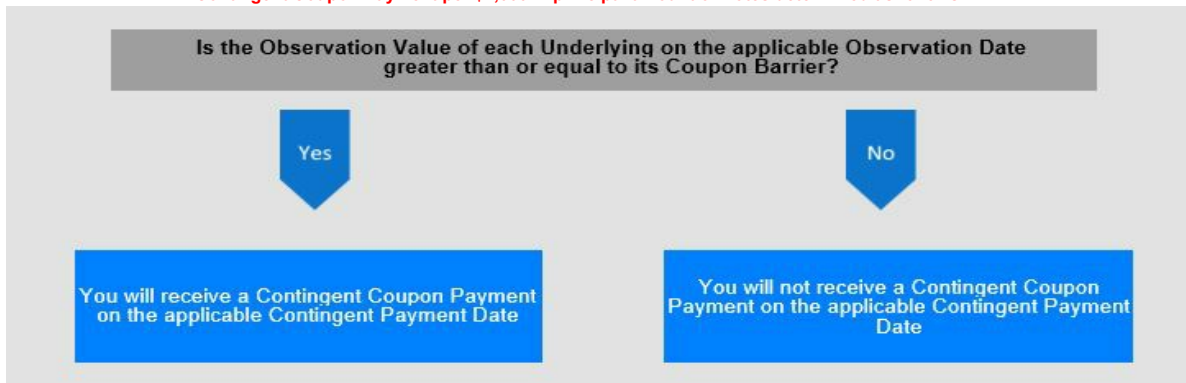 Is the Observation Value of each Underlying on the applicable Observation Date
greater than or equal to its Coupon Barrier?
Yes
No
You will receive a Contingent Coupon Payment
on the applicable Contingent Payment Date
You will not receive a Contingent Coupon
Payment on the applicable Contingent Payment
Date